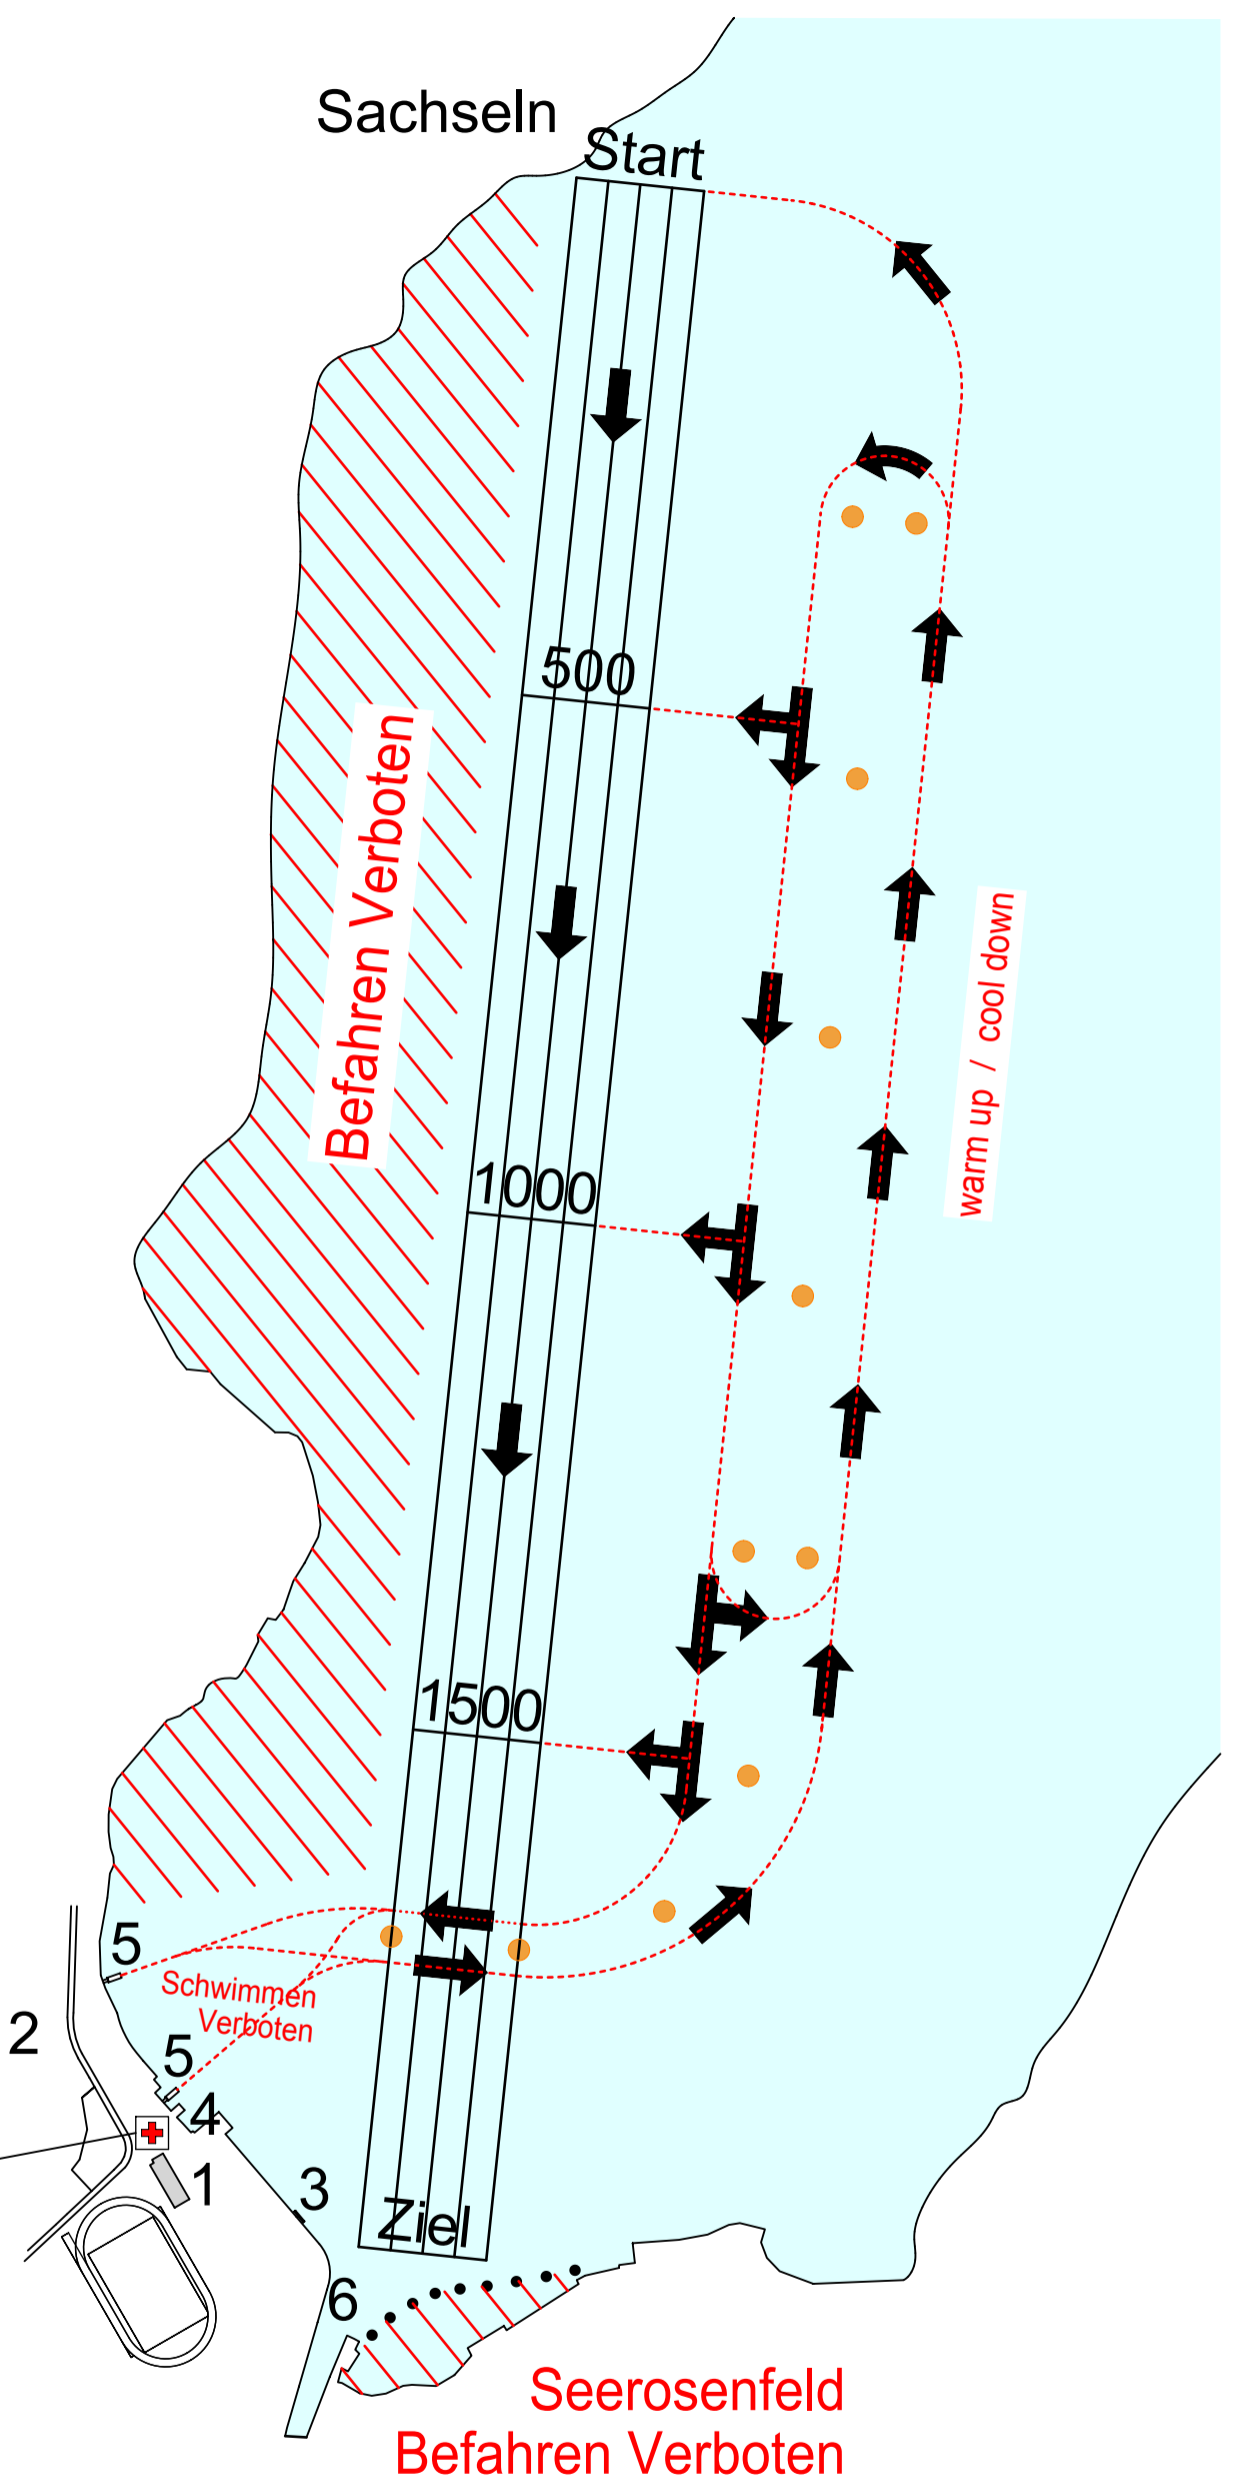 Sachseln
Start
500
Befahren Verboten
warm up / cool down
1000
1500
5
Schwimmen
Verboten
2
5
4
1
3
Ziel
6
Seerosenfeld
Befahren Verboten